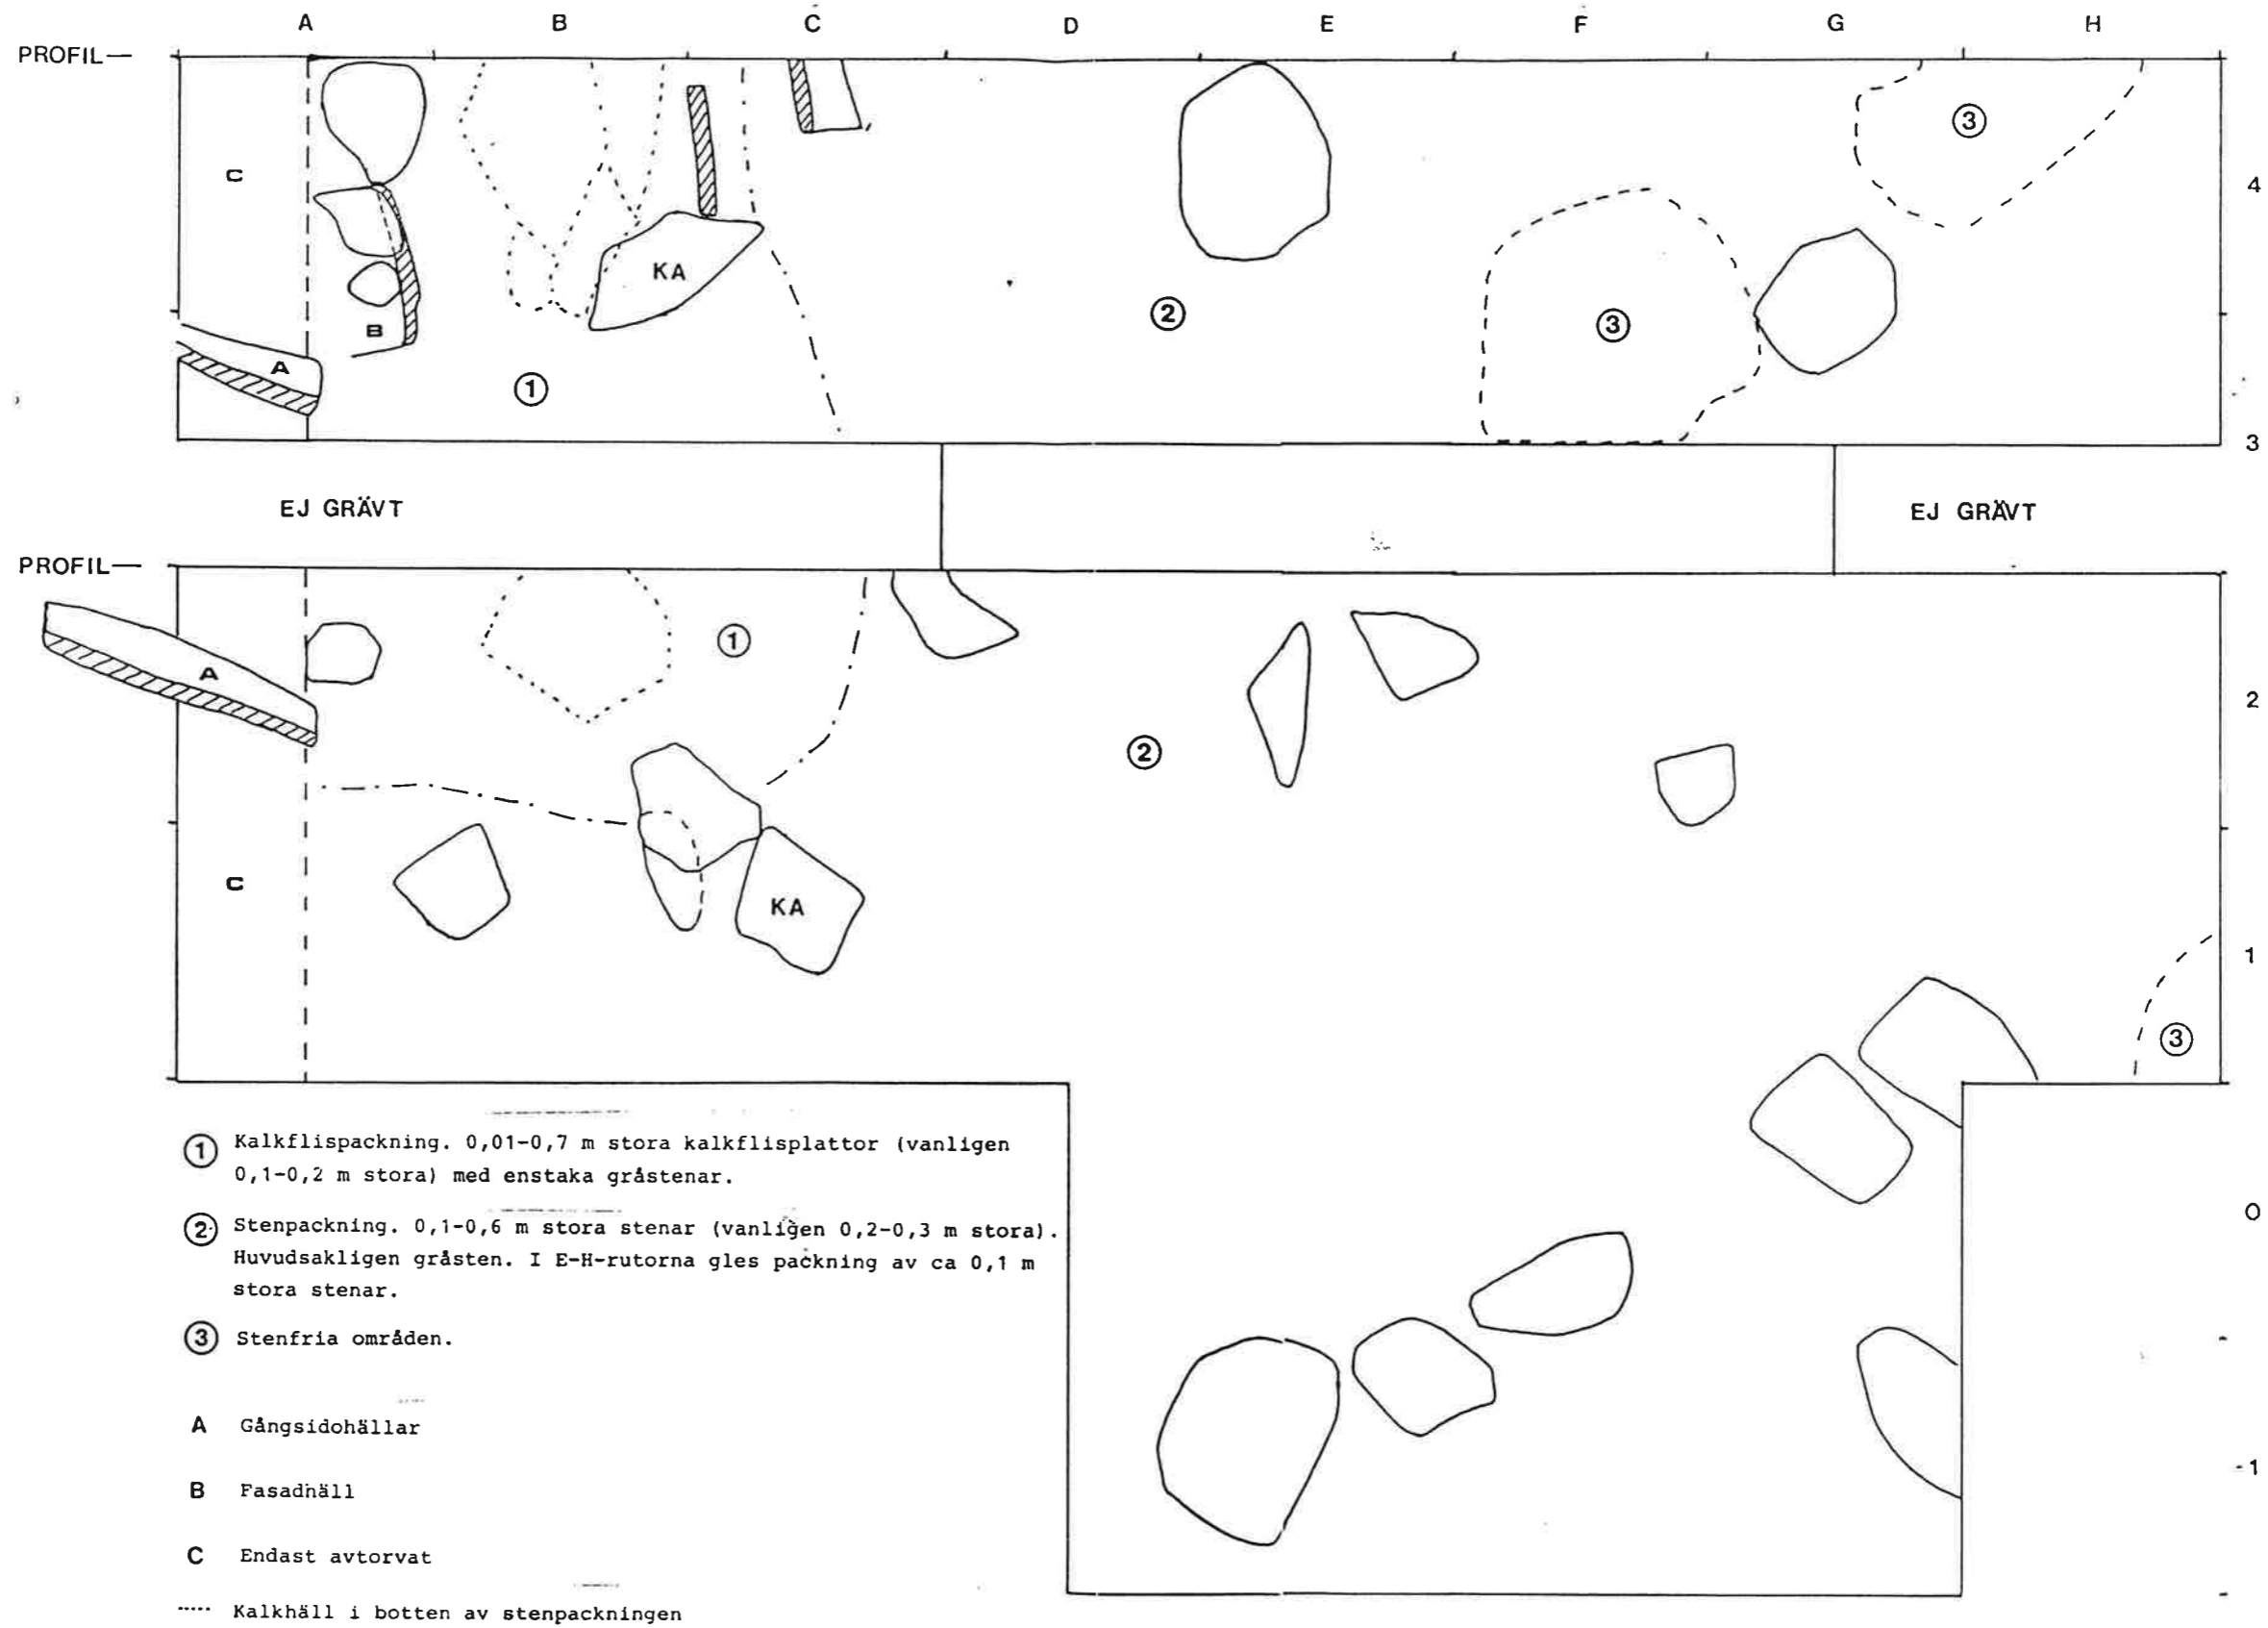 A B C D E F G H
PROFIL—
C
3
4
KA
B
2
3
A
1
3
EJ GRÄVT EJ GRÄVT
PROFIL—
1
A
2
2
C
KA
1
3
1 Kalkflispackning. 0,01-0,7 m stora kalkflisplattor (vanligen
0,1-0,2 m stora) med enstaka gråstenar.
0
2 Stenpackning. 0,1-0,6 m stora stenar (vanligen 0,2-0,3 m stora).
Huvudsakligen gråsten. I E-H-rutorna gles packning av ca 0,1 m
stora stenar.
3 Stenfria områden.
A Gångsidohällar
-1
B Fasadhäll
C Endast avtorvat
..... Kalkhäll i botten av stenpackningen